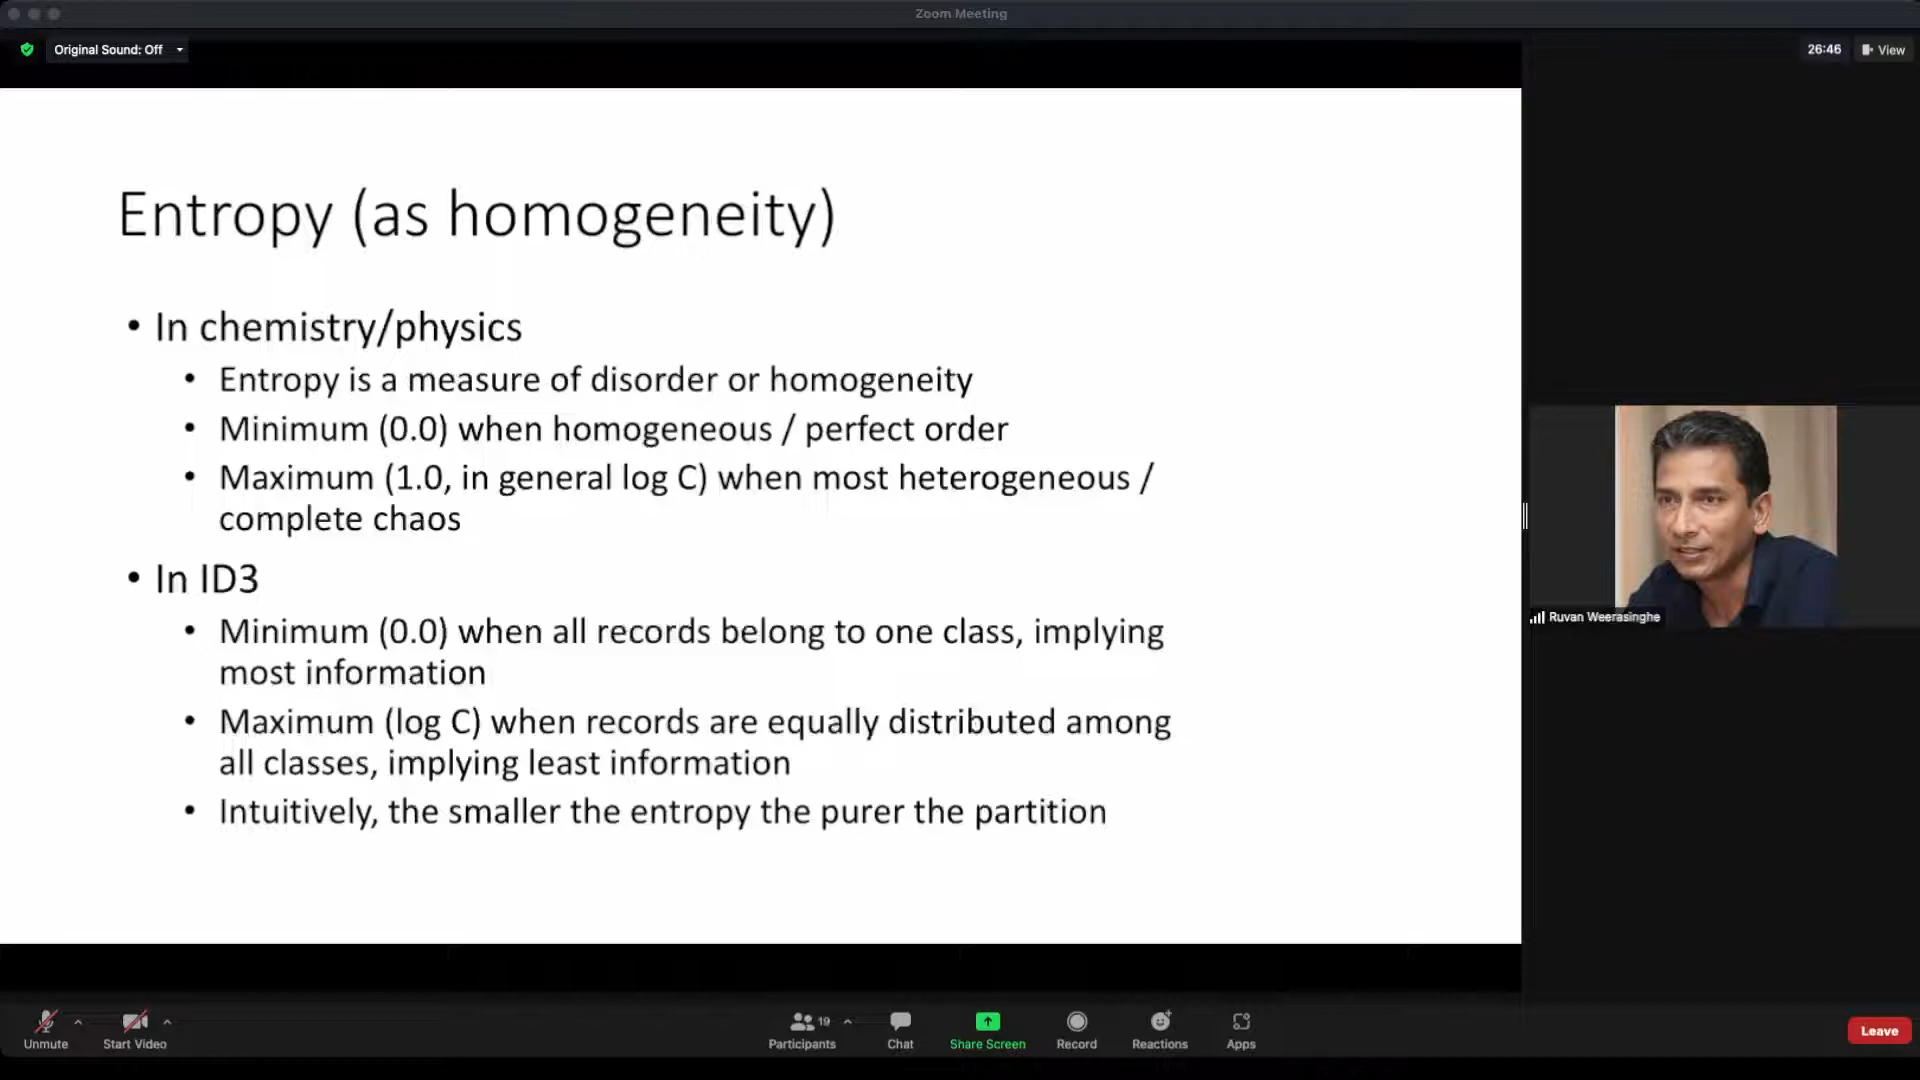 Zoom Meeting
Original Sound: Off
26:46
View
Entropy (as homogeneity)
• In chemistry/physics
• Entropy is a measure of disorder or homogeneity
• Minimum (0.0) when homogeneous / perfect order
• Maximum (1.0, in general log C) when most heterogeneous /
complete chaos
• In ID3
• Minimum (0.0) when all records belong to one class, implying
most information
• Maximum (log C) when records are equally distributed among
all classes, implying least information
• Intuitively, the smaller the entropy the purer the partition
Ruvan Weerasinghe
Unmute
Start Video
19
Participants
Chat
Share Screen
Record
Reactions
Apps
Leave